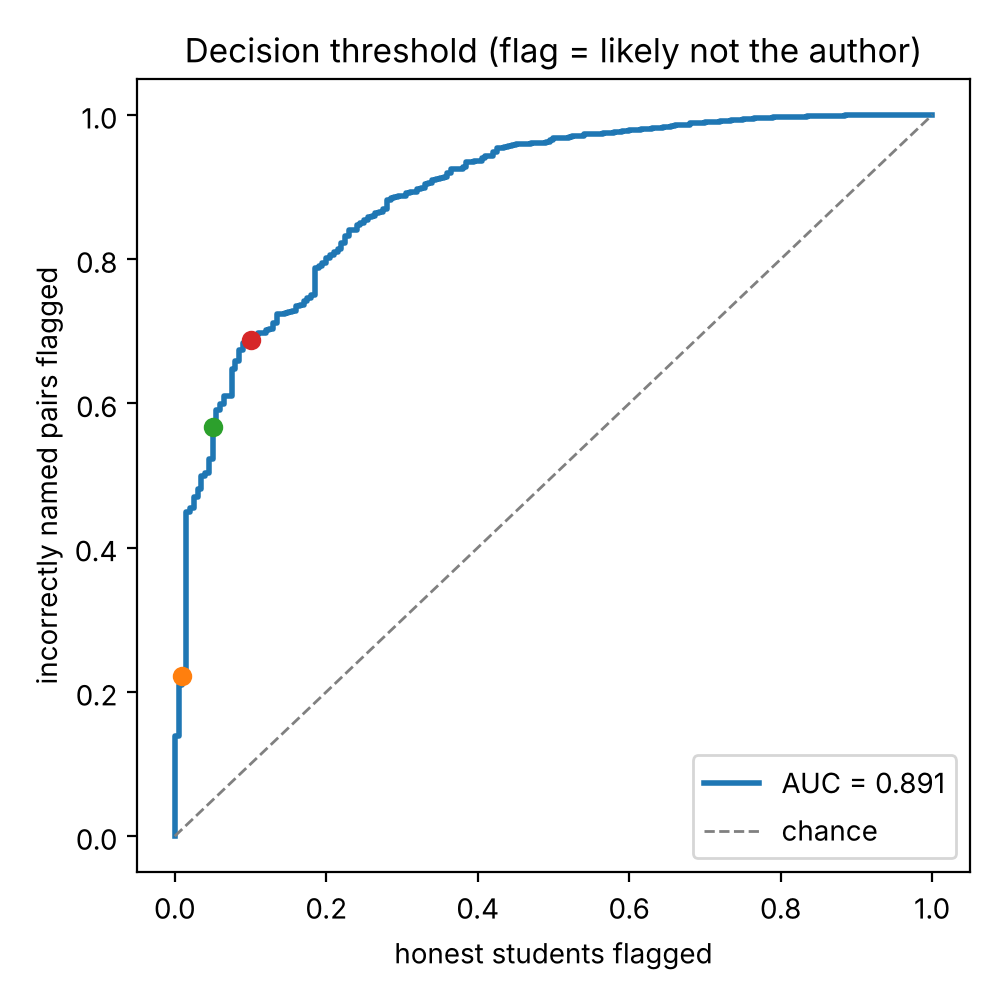 Decision threshold (flag = likely not the author)
1.0
0.8
0.6
0.4
0.2
0.0
incorrectly named pairs flagged
AUC = 0.891
chance
0.0 0.2 0.4 0.6 0.8 1.0
honest students flagged